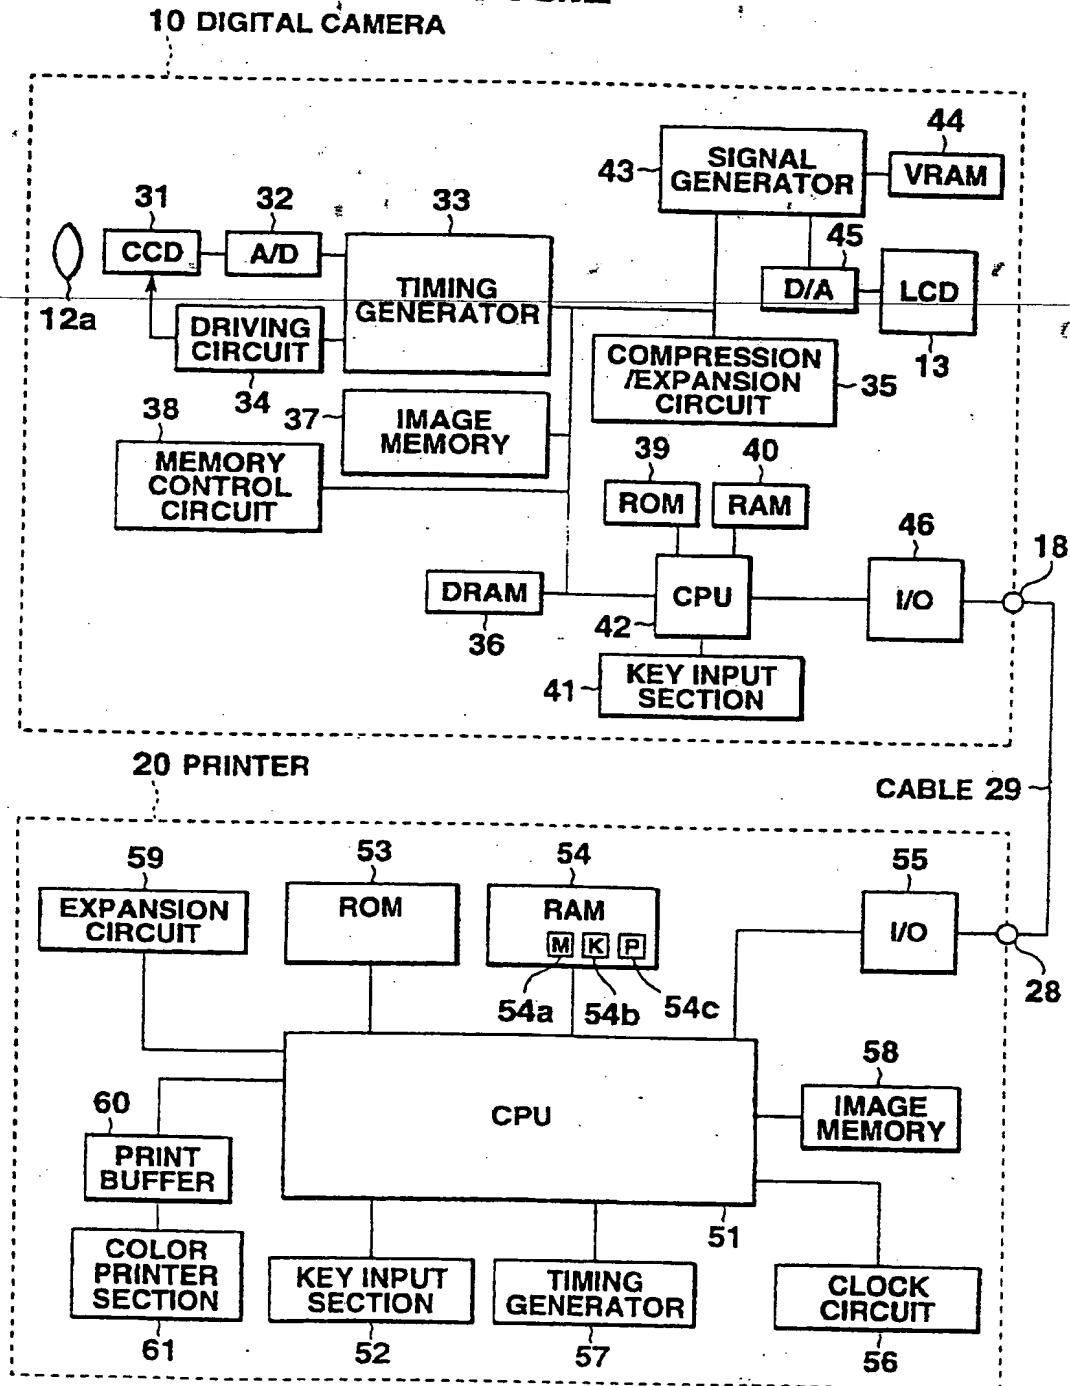 10 DIGITAL CAMERA
44
43
SIGNAL
GENERATOR
VRAM
31
32
33
45
CCD
A/D
TIMING
GENERATOR
D/A
LCD
12a
DRIVING
CIRCUIT
34
COMPRESSION
/EXPANSION
CIRCUIT
35
13
38
37
IMAGE
MEMORY
39
40
MEMORY
CONTROL
CIRCUIT
ROM
RAM
46
18
DRAM
36
CPU
42
I/O
41
KEY INPUT
SECTION
20 PRINTER
CABLE 29
59
53
54
55
EXPANSION
CIRCUIT
ROM
RAM
M K P
I/O
54a
54b
54c
28
58
60
CPU
IMAGE
MEMORY
PRINT
BUFFER
51
COLOR
PRINTER
SECTION
KEY INPUT
SECTION
TIMING
GENERATOR
CLOCK
CIRCUIT
61
52
57
56